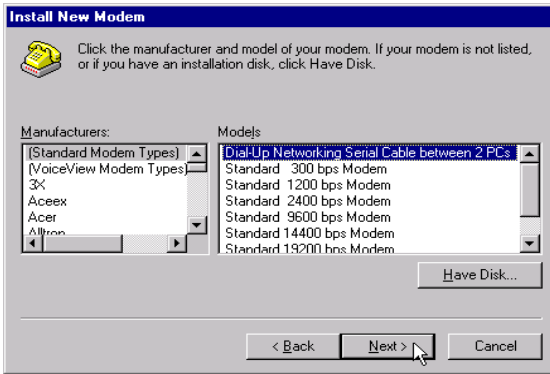 Install New Modem
Click the manufacturer and model of your modem. If your modem is not listed,
or if you have an installation disk, click Have Disk.
Manufacturers:
(Standard Modem Types)
(VoiceView Modem Types)
3X
Aceex
Acer
Alltron
Models
Dial-Up Networking Serial Cable between 2 PCs
Standard 300 bps Modem
Standard 1200 bps Modem
Standard 2400 bps Modem
Standard 9600 bps Modem
Standard 14400 bps Modem
Standard 19200 bps Modem
Have Disk...
< Back
Next >
Cancel